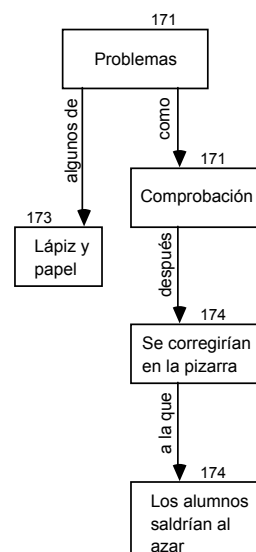 171
Problemas
algunos de
como
171
Comprobación
173
Lápiz y
papel
después
174
Se corregirían
en la pizarra
a la que
174
Los alumnos
saldrían al
azar